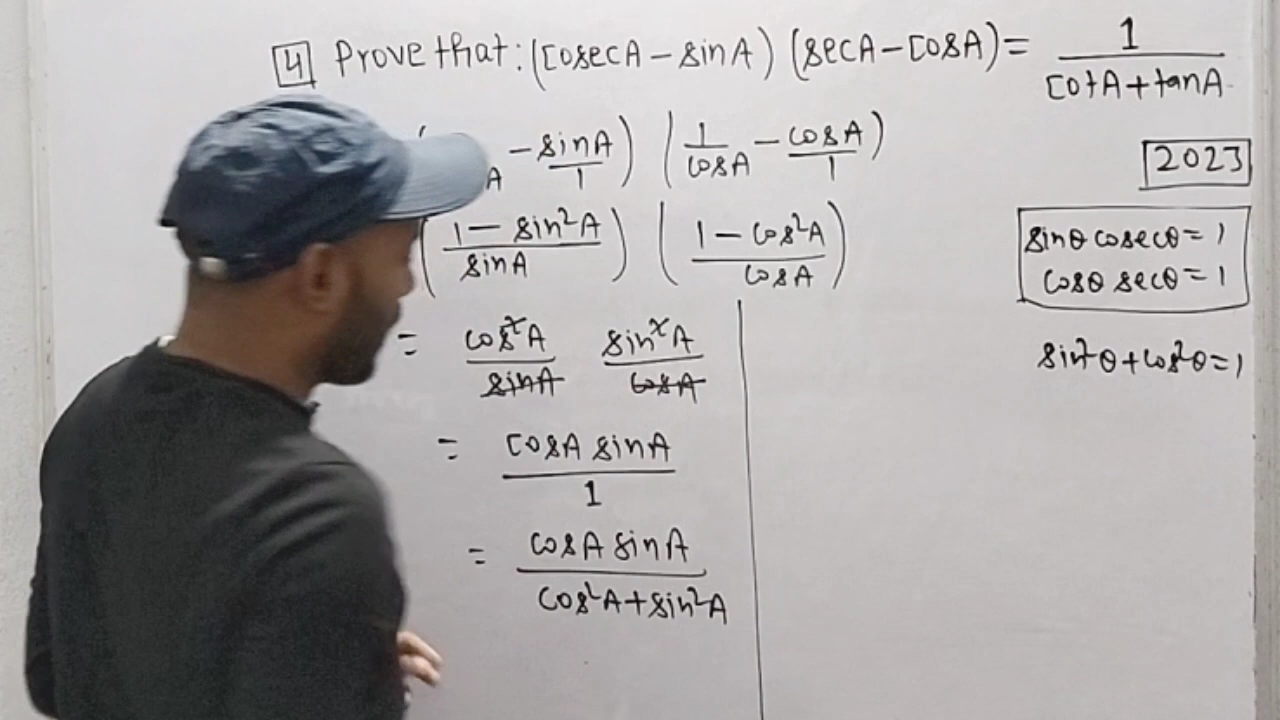 4 Prove that: (cosecA - sinA) (secA - cosA) = 1/(cotA + tanA)
A - sinA/1) (1/cosA - cosA/1)
2023
((1 - sin²A)/sinA) ((1 - cos²A)/cosA)
sinθ cosecθ = 1
cosθ secθ = 1
= cos²A/sinA sin²A/cosA
sin²θ + cos²θ = 1
= cosA sinA/1
= cosA sinA/(cos²A + sin²A)